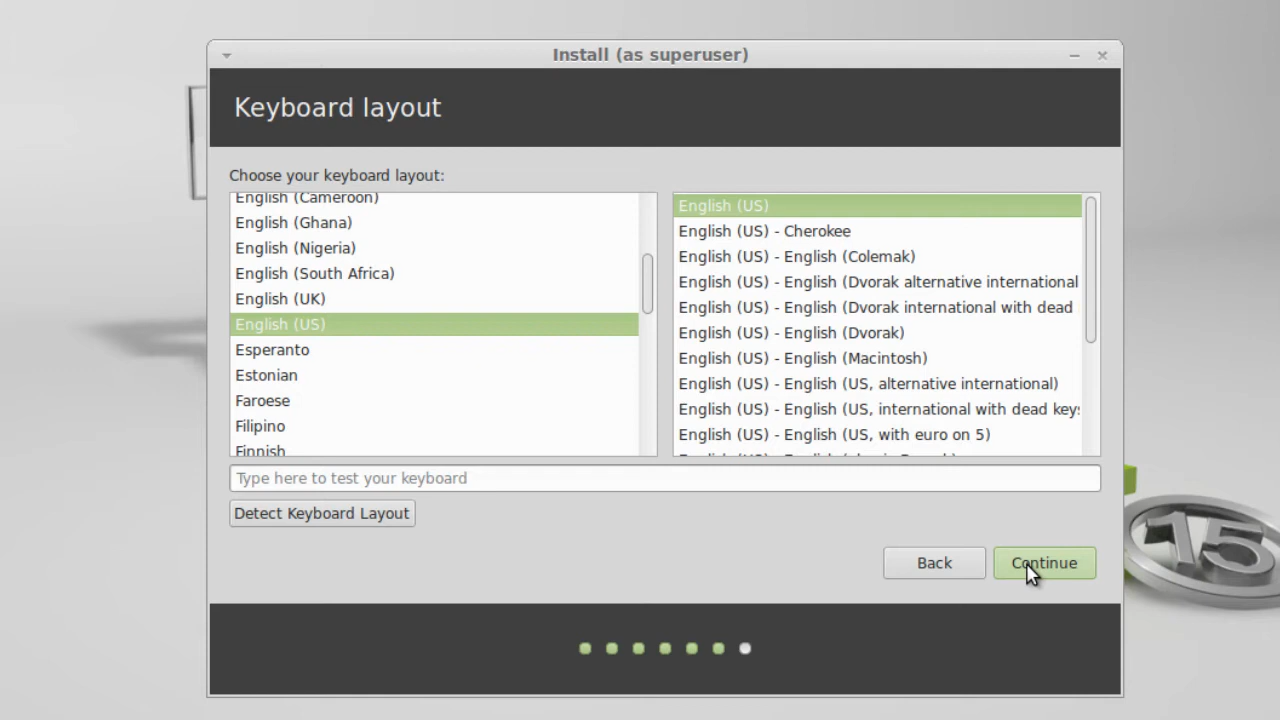 Install (as superuser)
Keyboard layout
Choose your keyboard layout:
English (Cameroon)
English (Ghana)
English (Nigeria)
English (South Africa)
English (UK)
English (US)
Esperanto
Estonian
Faroese
Filipino
Finnish
English (US)
English (US) - Cherokee
English (US) - English (Colemak)
English (US) - English (Dvorak alternative international
English (US) - English (Dvorak international with dead
English (US) - English (Dvorak)
English (US) - English (Macintosh)
English (US) - English (US, alternative international)
English (US) - English (US, international with dead keys
English (US) - English (US, with euro on 5)
Type here to test your keyboard
Detect Keyboard Layout
Back
Continue
15